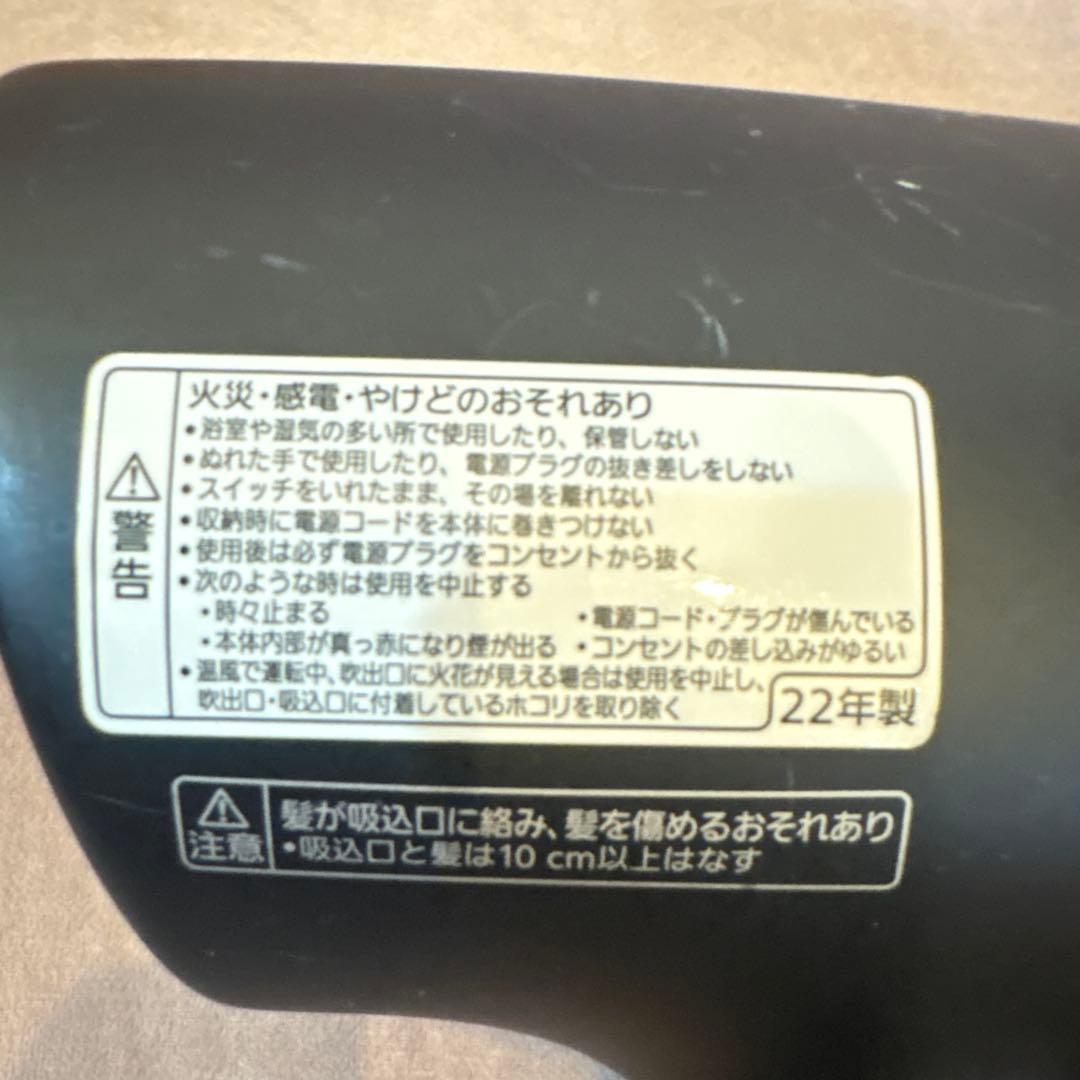 警告
火災・感電・やけどのおそれあり
•浴室や湿気の多い所で使用したり、保管しない
•ぬれた手で使用したり、電源プラグの抜き差しをしない
•スイッチをいれたまま、その場を離れない
•収納時に電源コードを本体に巻きつけない
•使用後は必ず電源プラグをコンセントから抜く
•次のような時は使用を中止する
・時々止まる ・電源コード・プラグが傷んでいる
・本体内部が真っ赤になり煙が出る ・コンセントの差し込みがゆるい
•温風で運転中、吹出口に火花が見える場合は使用を中止し、
吹出口・吸込口に付着しているホコリを取り除く
22年製
注意
髪が吸込口に絡み、髪を傷めるおそれあり
•吸込口と髪は10 cm以上はなす